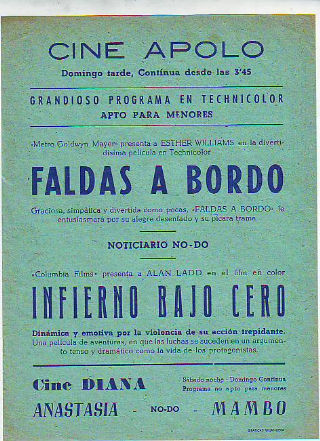 CINE APOLO
Domingo tarde, Contínua desde las 3'45
GRANDIOSO PROGRAMA EN TECHNICOLOR
APTO PARA MENORES
«Metro Goldwyn Mayer» presenta a ESTHER WILLIAMS en la diverti-
dísima película en Technicolor
FALDAS A BORDO
Graciosa, simpática y divertida como pocas, «FALDAS A BORDO» le
entusiasmará por su alegre desenfado y su pícara trama
NOTICIARIO NO-DO
«Columbia Films» presenta a ALAN LADD en el film en color
INFIERNO BAJO CERO
Dinámica y emotiva por la violencia de su acción trepidante.
Una película de aventuras, en que las luchas se suceden en un argumen-
to tenso y dramático como la vida de los protagonistas.
Cine DIANA
Sábado noche - Domingo Contínua
Programa no apto para menores
ANASTASIA - NO-DO - MAMBO